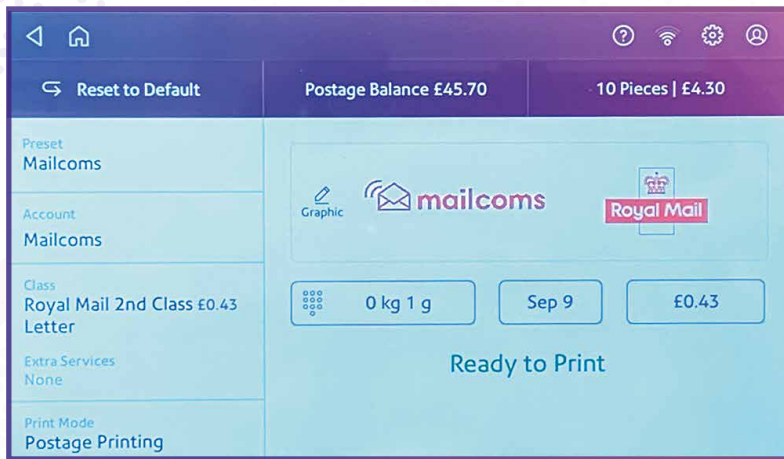 Reset to Default
Postage Balance £45.70
10 Pieces | £4.30
Preset
Mailcoms
Account
Mailcoms
Class
Royal Mail 2nd Class £0.43
Letter
Extra Services
None
Print Mode
Postage Printing
Graphic
mailcoms
Royal Mail
0 kg 1 g
Sep 9
£0.43
Ready to Print